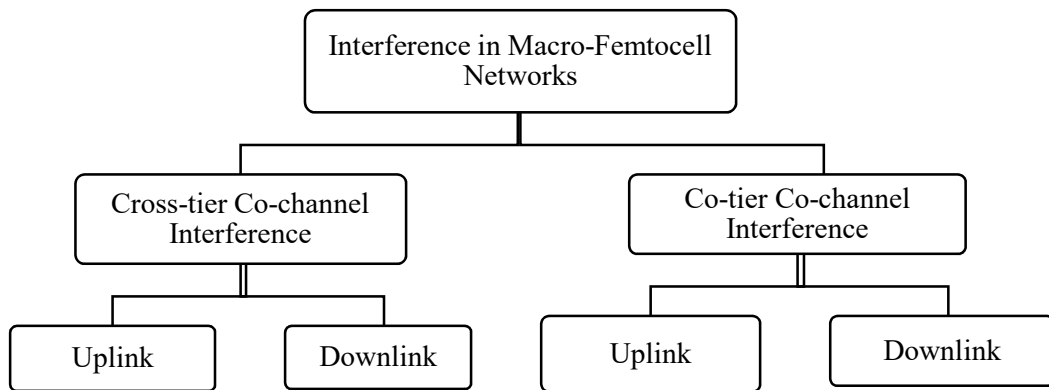 Interference in Macro-Femtocell
Networks
Cross-tier Co-channel
Interference
Co-tier Co-channel
Interference
Uplink
Downlink
Uplink
Downlink